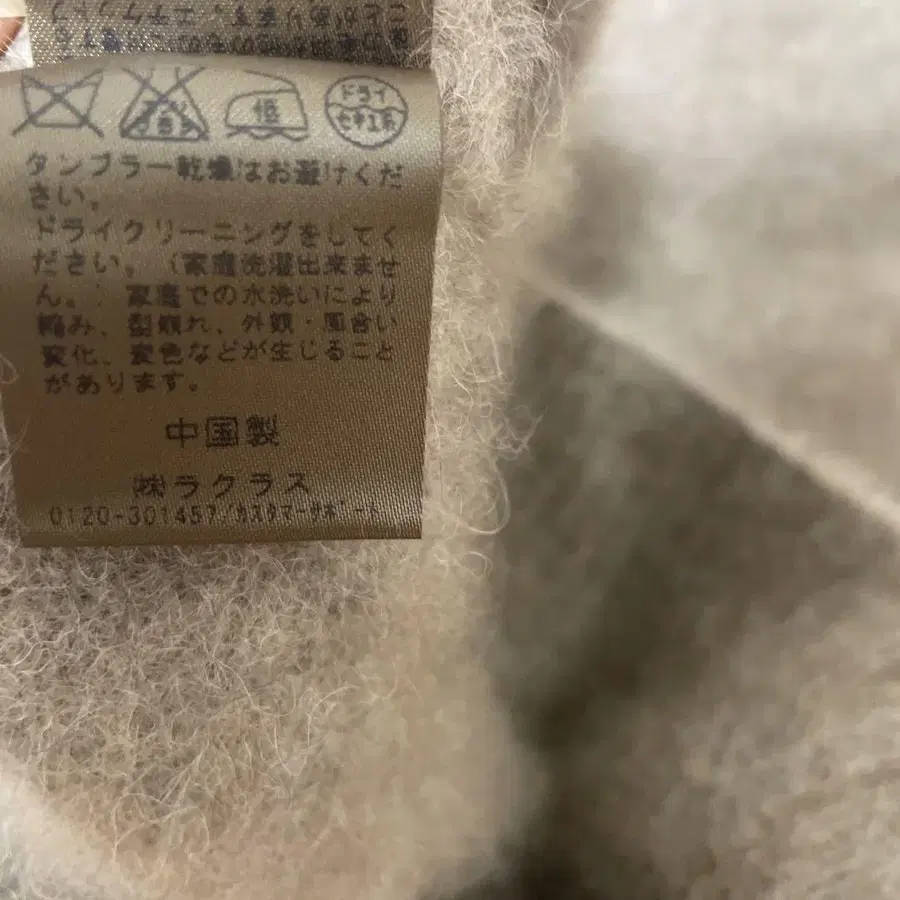 低
ドライ
セキユ系
タンブラー乾燥はお避けくだ
さい。
ドライクリーニングをしてく
ださい。(家庭洗濯出来ませ
ん。)家庭での水洗いにより
縮み、型崩れ、外観・風合い
変化、変色などが生じること
があります。
中国製
㈱ラクラス
0120-301457/カスタマーサポート